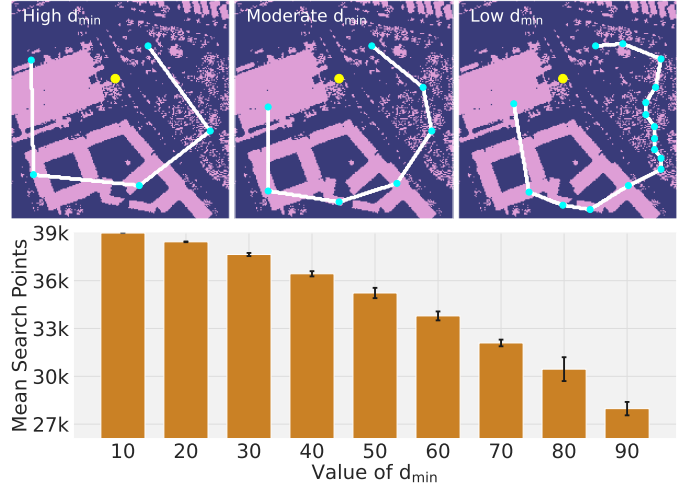 High dmin
Moderate dmin
Low dmin
39k
36k
33k
30k
27k
Mean Search Points
10 20 30 40 50 60 70 80 90
Value of dmin